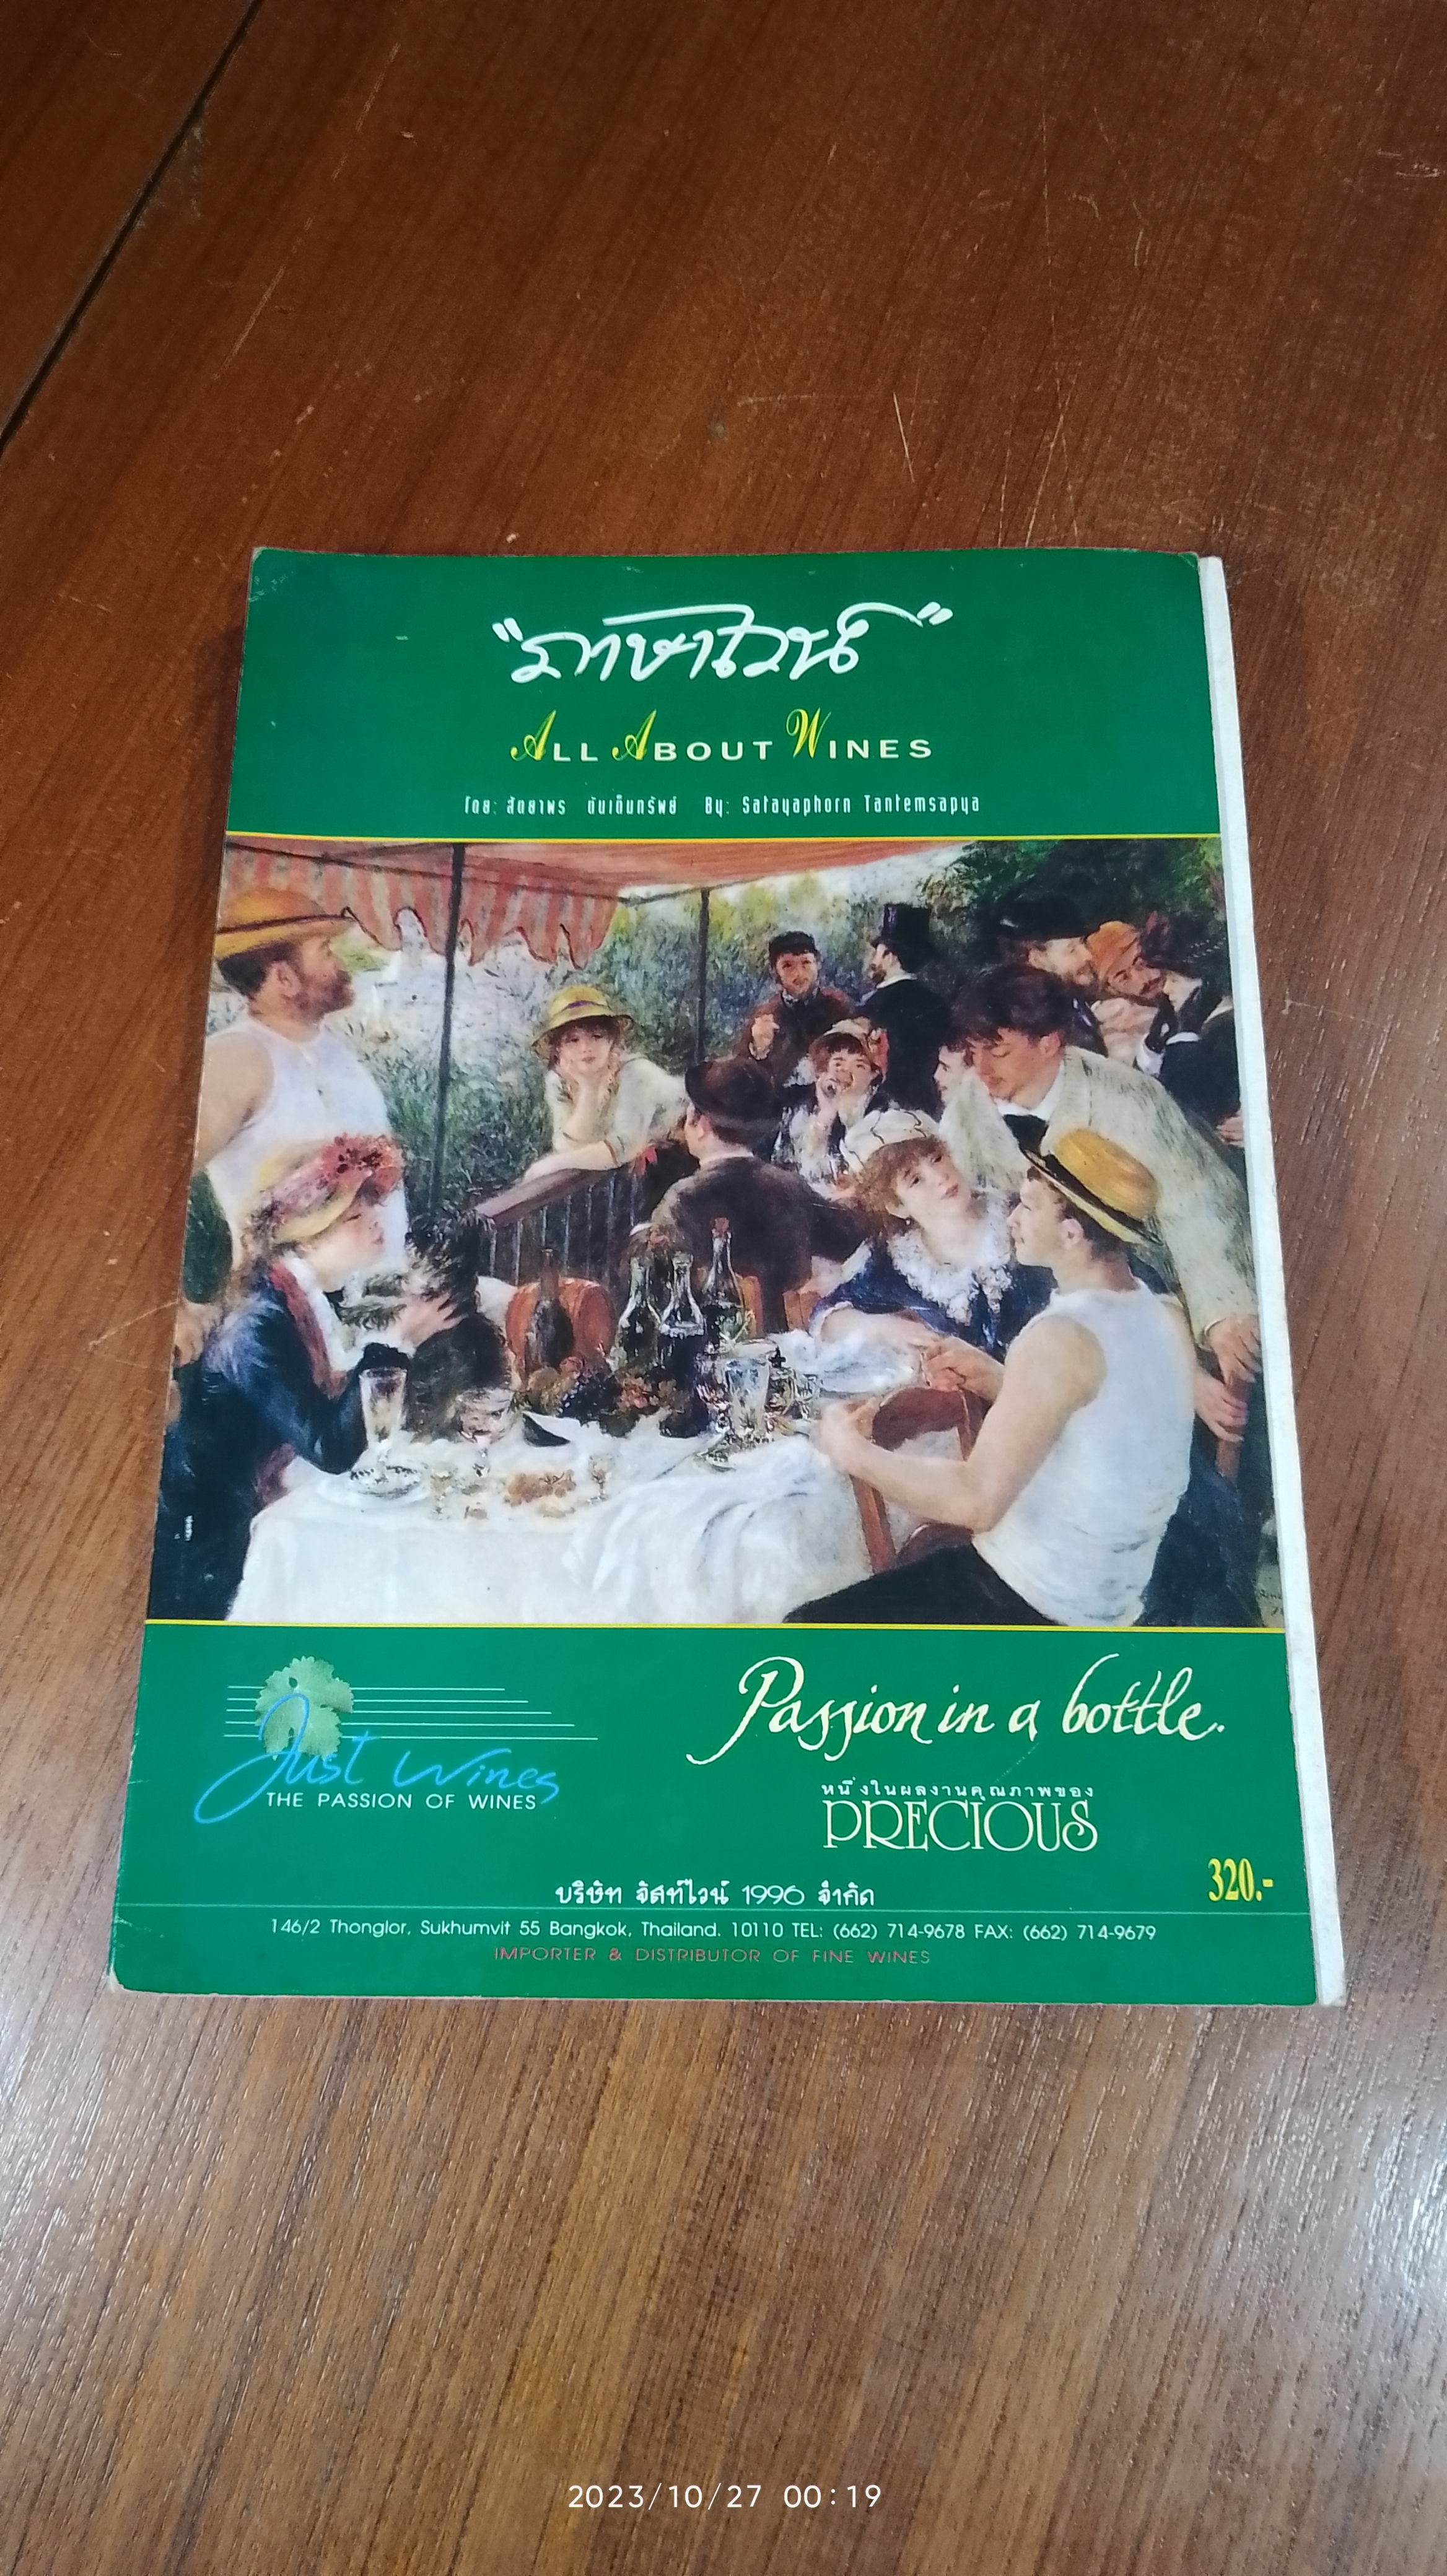 “ภาษาไวน์”
ALL ABOUT WINES
โดย: สัตยาพร ตันเต็มทรัพย์ By: Satayaphorn Tantemsapya
Just Wines
THE PASSION OF WINES
Passion in a bottle.
หนึ่งในผลงานคุณภาพของ
PRECIOUS
320.-
บริษัท จัสท์ไวน์ 1996 จำกัด
146/2 Thonglor, Sukhumvit 55 Bangkok, Thailand. 10110 TEL: (662) 714-9678 FAX: (662) 714-9679
IMPORTER & DISTRIBUTOR OF FINE WINES
2023/10/27 00:19